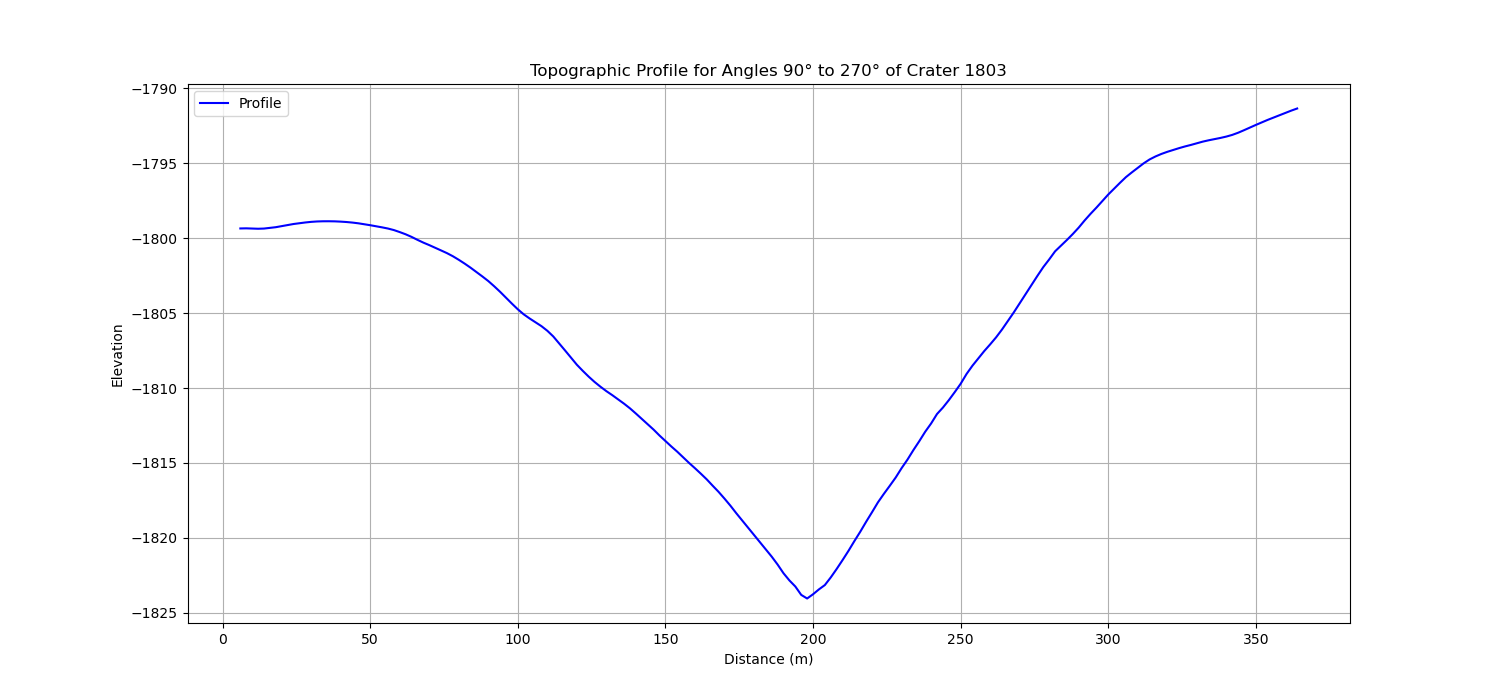 Topographic Profile for Angles 90° to 270° of Crater 1803
Profile
−1790
−1795
−1800
−1805
−1810
−1815
−1820
−1825
Elevation
0 50 100 150 200 250 300 350
Distance (m)